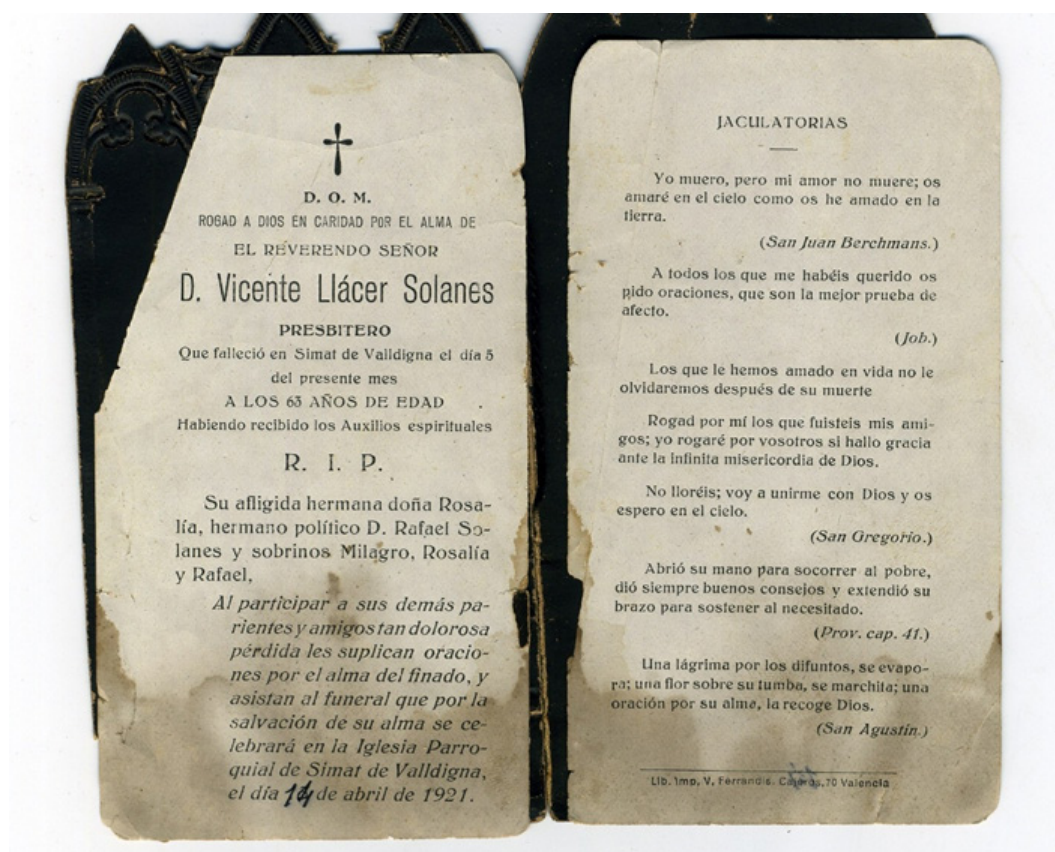 D. O. M.
ROGAD A DIOS EN CARIDAD POR EL ALMA DE
EL REVERENDO SEÑOR
D. Vicente Llácer Solanes
PRESBITERO
Que falleció en Simat de Valldigna el día 5
del presente mes
A LOS 63 AÑOS DE EDAD
Habiendo recibido los Auxilios espirituales
R. I. P.
Su afligida hermana doña Rosa-
lía, hermano político D. Rafael So-
lanes y sobrinos Milagro, Rosalía
y Rafael,
Al participar a sus demás pa-
rientes y amigos tan dolorosa
pérdida les suplican oracio-
nes por el alma del finado, y
asistan al funeral que por la
salvación de su alma se ce-
lebrará en la Iglesia Parro-
quial de Simat de Valldigna,
el día 14 de abril de 1921.
JACULATORIAS
Yo muero, pero mi amor no muere; os
amaré en el cielo como os he amado en la
tierra.
(San Juan Berchmans.)
A todos los que me habéis querido os
pido oraciones, que son la mejor prueba de
afecto.
(Job.)
Los que le hemos amado en vida no le
olvidaremos después de su muerte
Rogad por mí los que fuisteis mis ami-
gos; yo rogaré por vosotros si hallo gracia
ante la infinita misericordia de Dios.
No lloréis; voy a unirme con Dios y os
espero en el cielo.
(San Gregorio.)
Abrió su mano para socorrer al pobre,
dió siempre buenos consejos y extendió su
brazo para sostener al necesitado.
(Prov. cap. 41.)
Una lágrima por los difuntos, se evapo-
ra; una flor sobre su tumba, se marchita; una
oración por su alma, la recoge Dios.
(San Agustín.)
Lib. Imp. V. Ferrandis. 70 Valencia